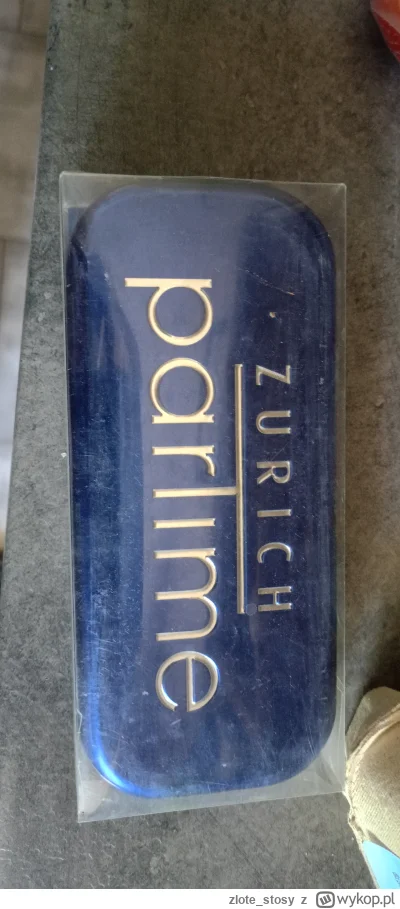 ZURICH
parTime
zlote_stosy z wykop.pl